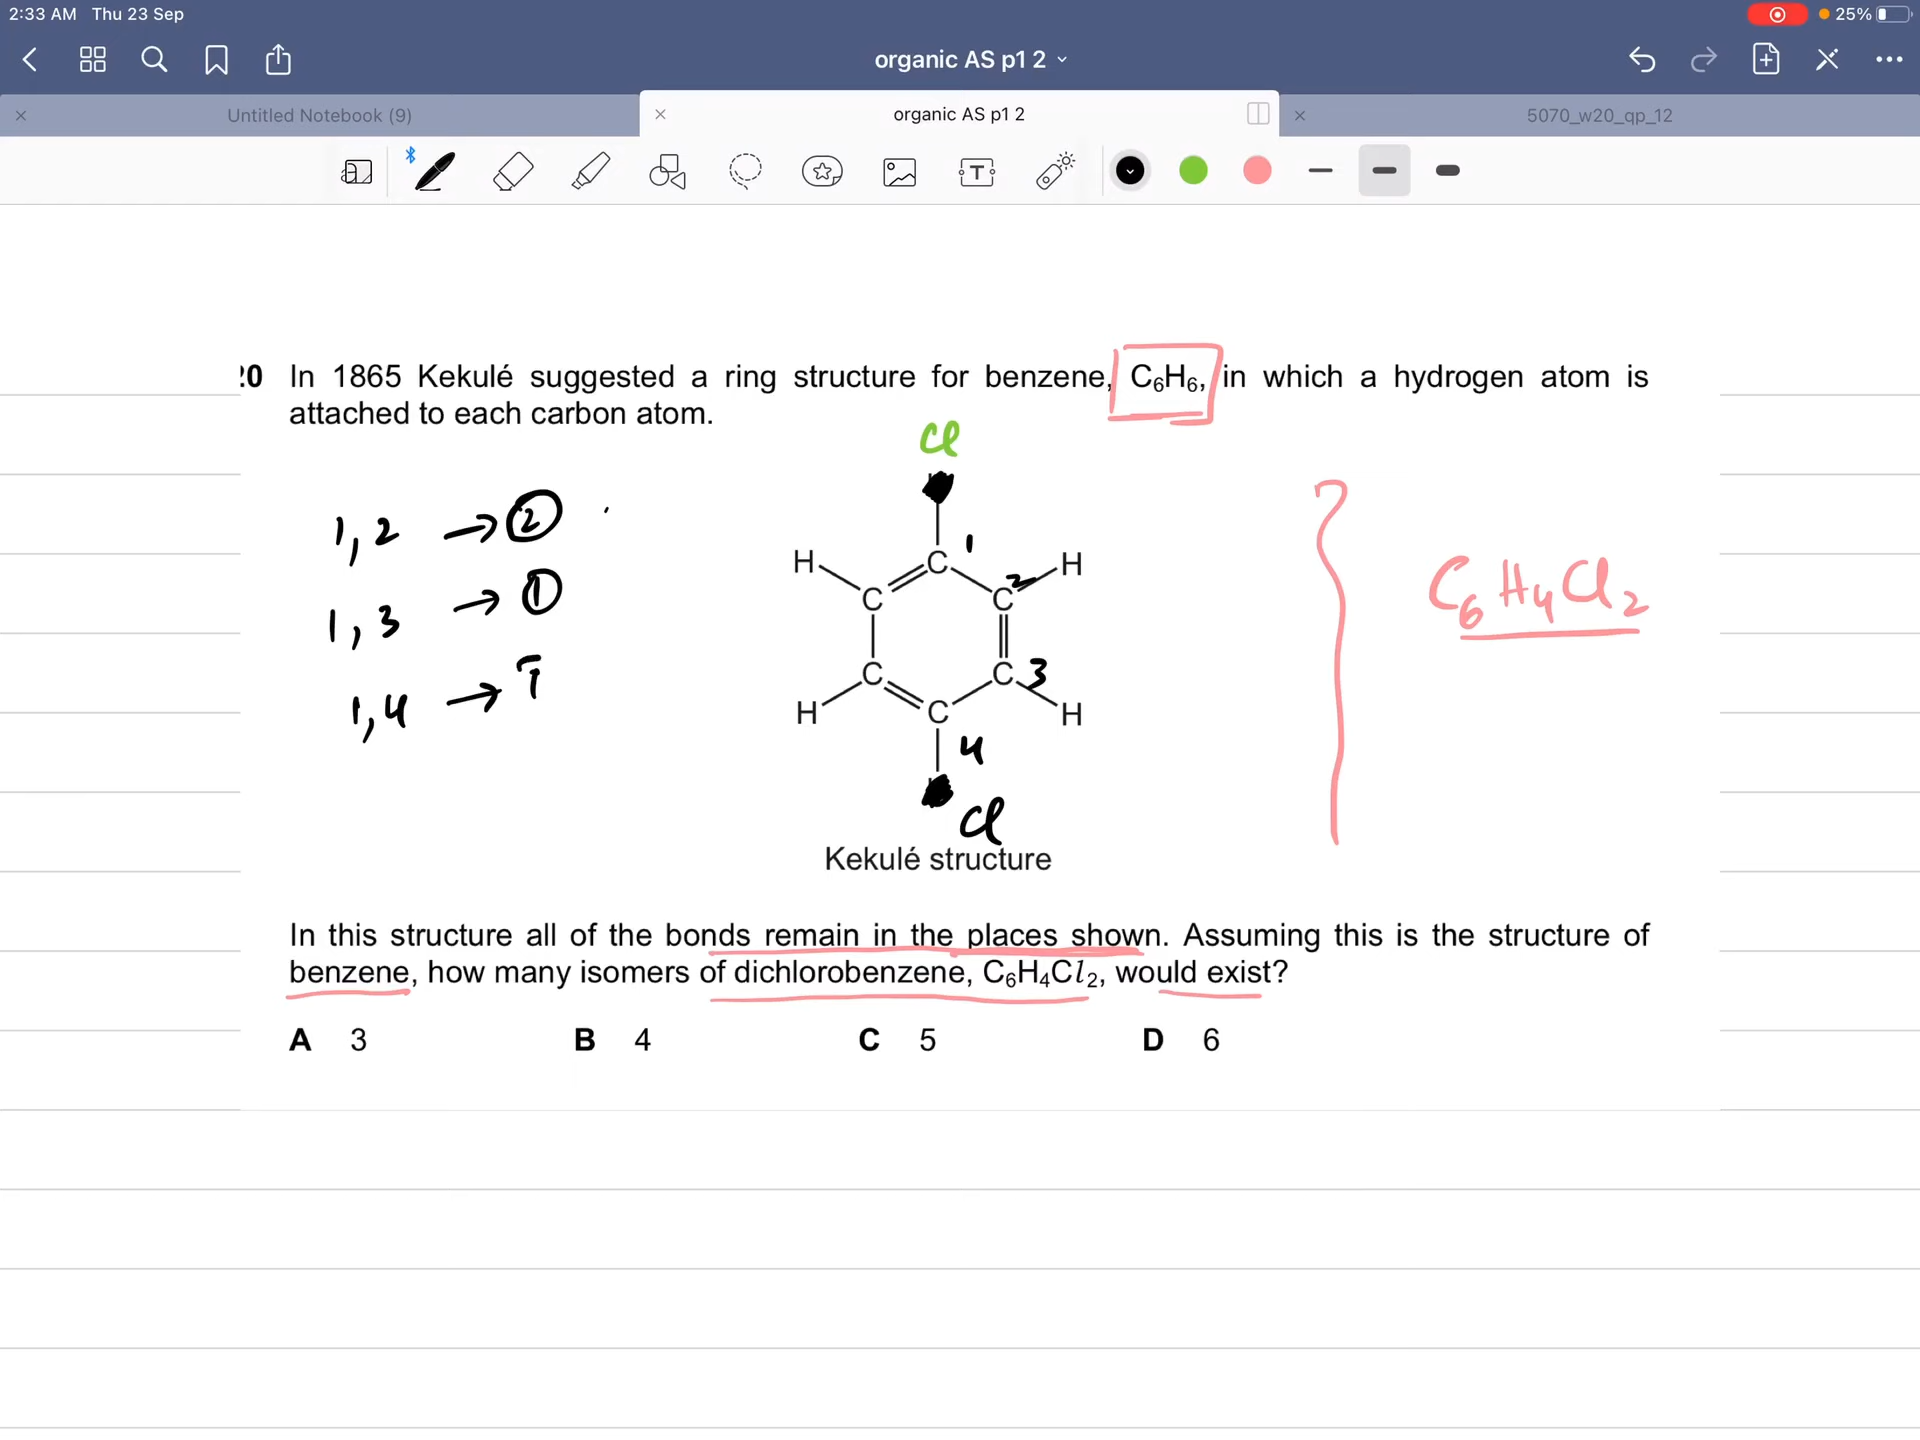 2:33 AM Thu 23 Sep
25%
organic AS p1 2
Untitled Notebook (9)
organic AS p1 2
5070_w20_qp_12
20 In 1865 Kekulé suggested a ring structure for benzene, C₆H₆, in which a hydrogen atom is
attached to each carbon atom.
Cl
1,2 → 2
1,3 → 1
1,4 →
H C 1 H
C C 2
C C 3
H C H
4
Cl
C₆H₄Cl₂
Kekulé structure
In this structure all of the bonds remain in the places shown. Assuming this is the structure of
benzene, how many isomers of dichlorobenzene, C₆H₄Cl₂, would exist?
A 3 B 4 C 5 D 6